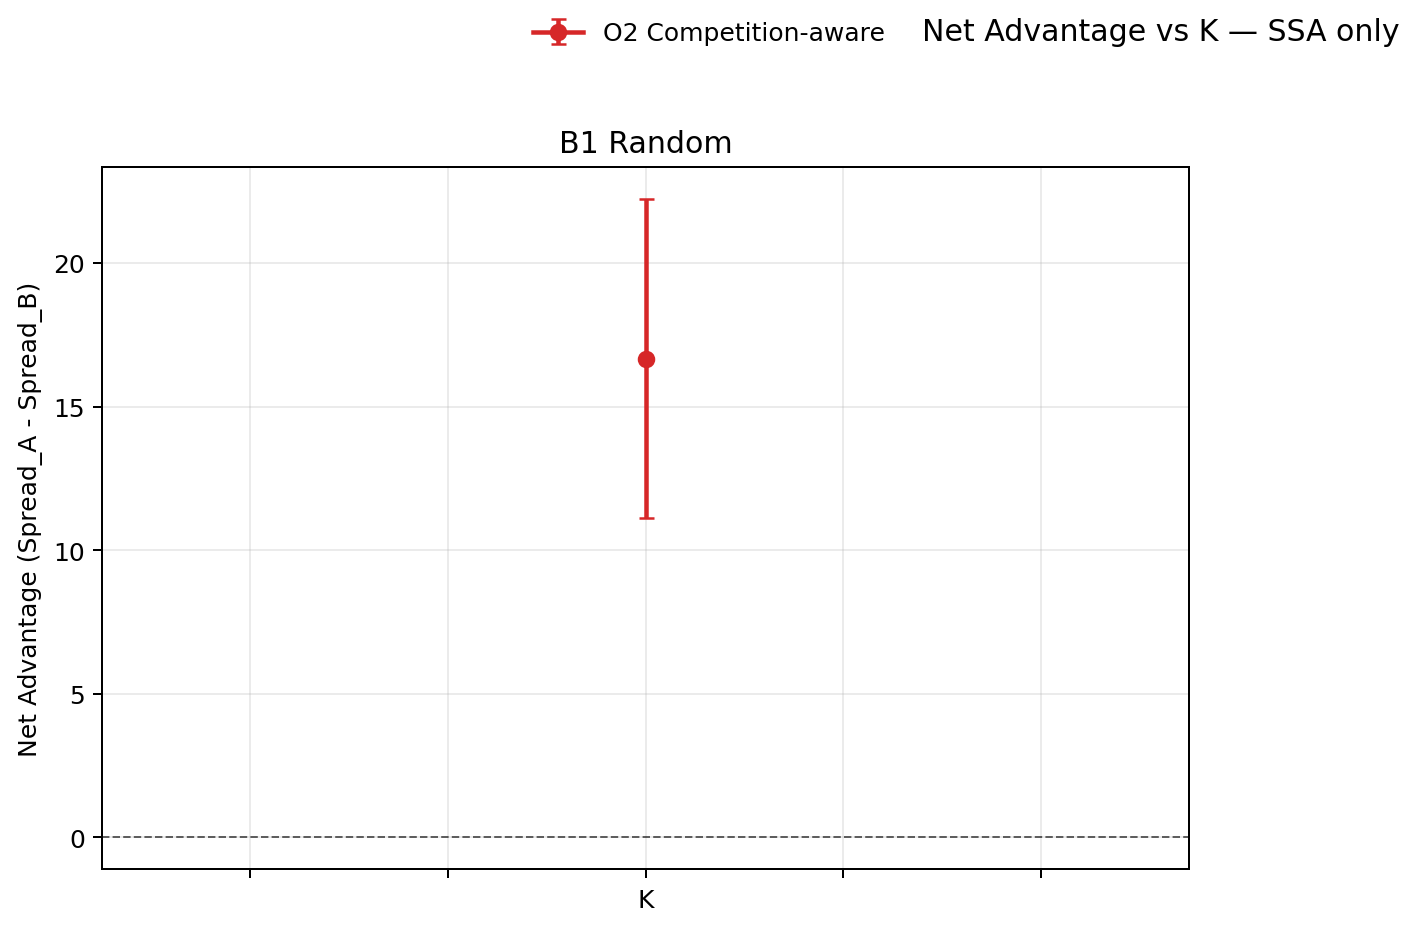 O2 Competition-aware
Net Advantage vs K — SSA only
B1 Random
Net Advantage (Spread_A - Spread_B)
20
15
10
5
0
K